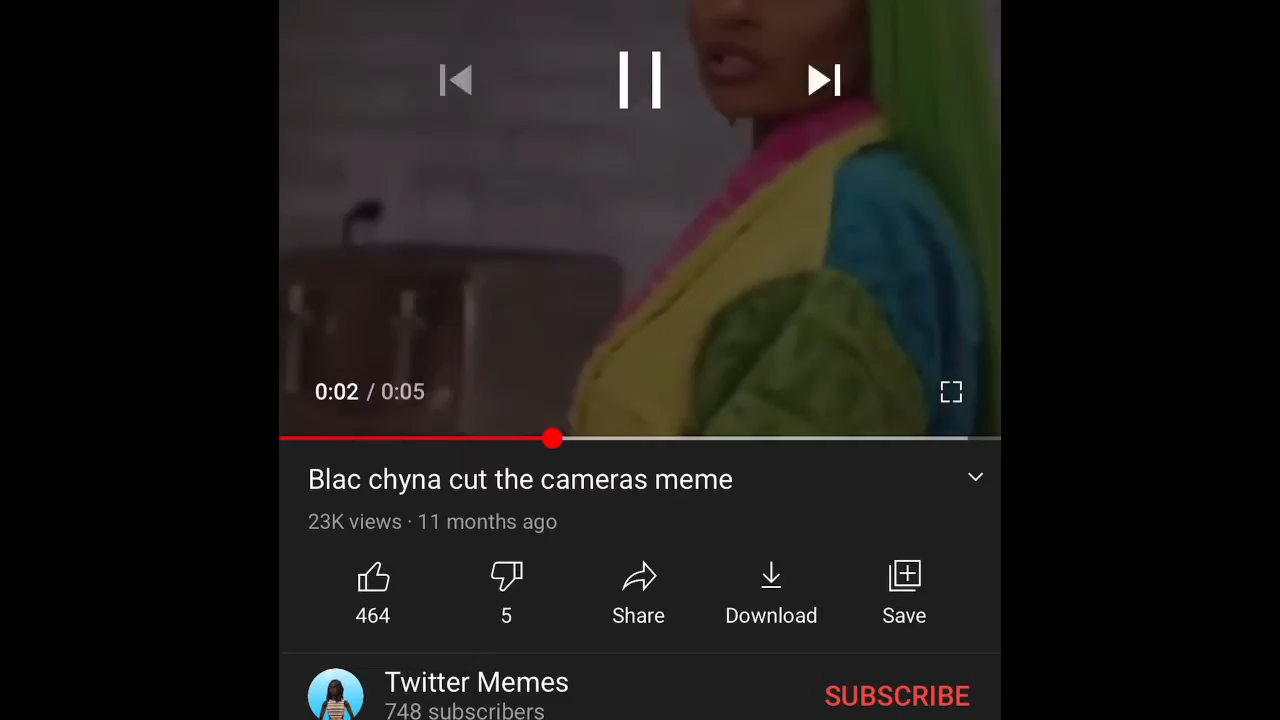 0:02 / 0:05
Blac chyna cut the cameras meme
23K views · 11 months ago
464
5
Share
Download
Save
Twitter Memes
SUBSCRIBE
748 subscribers